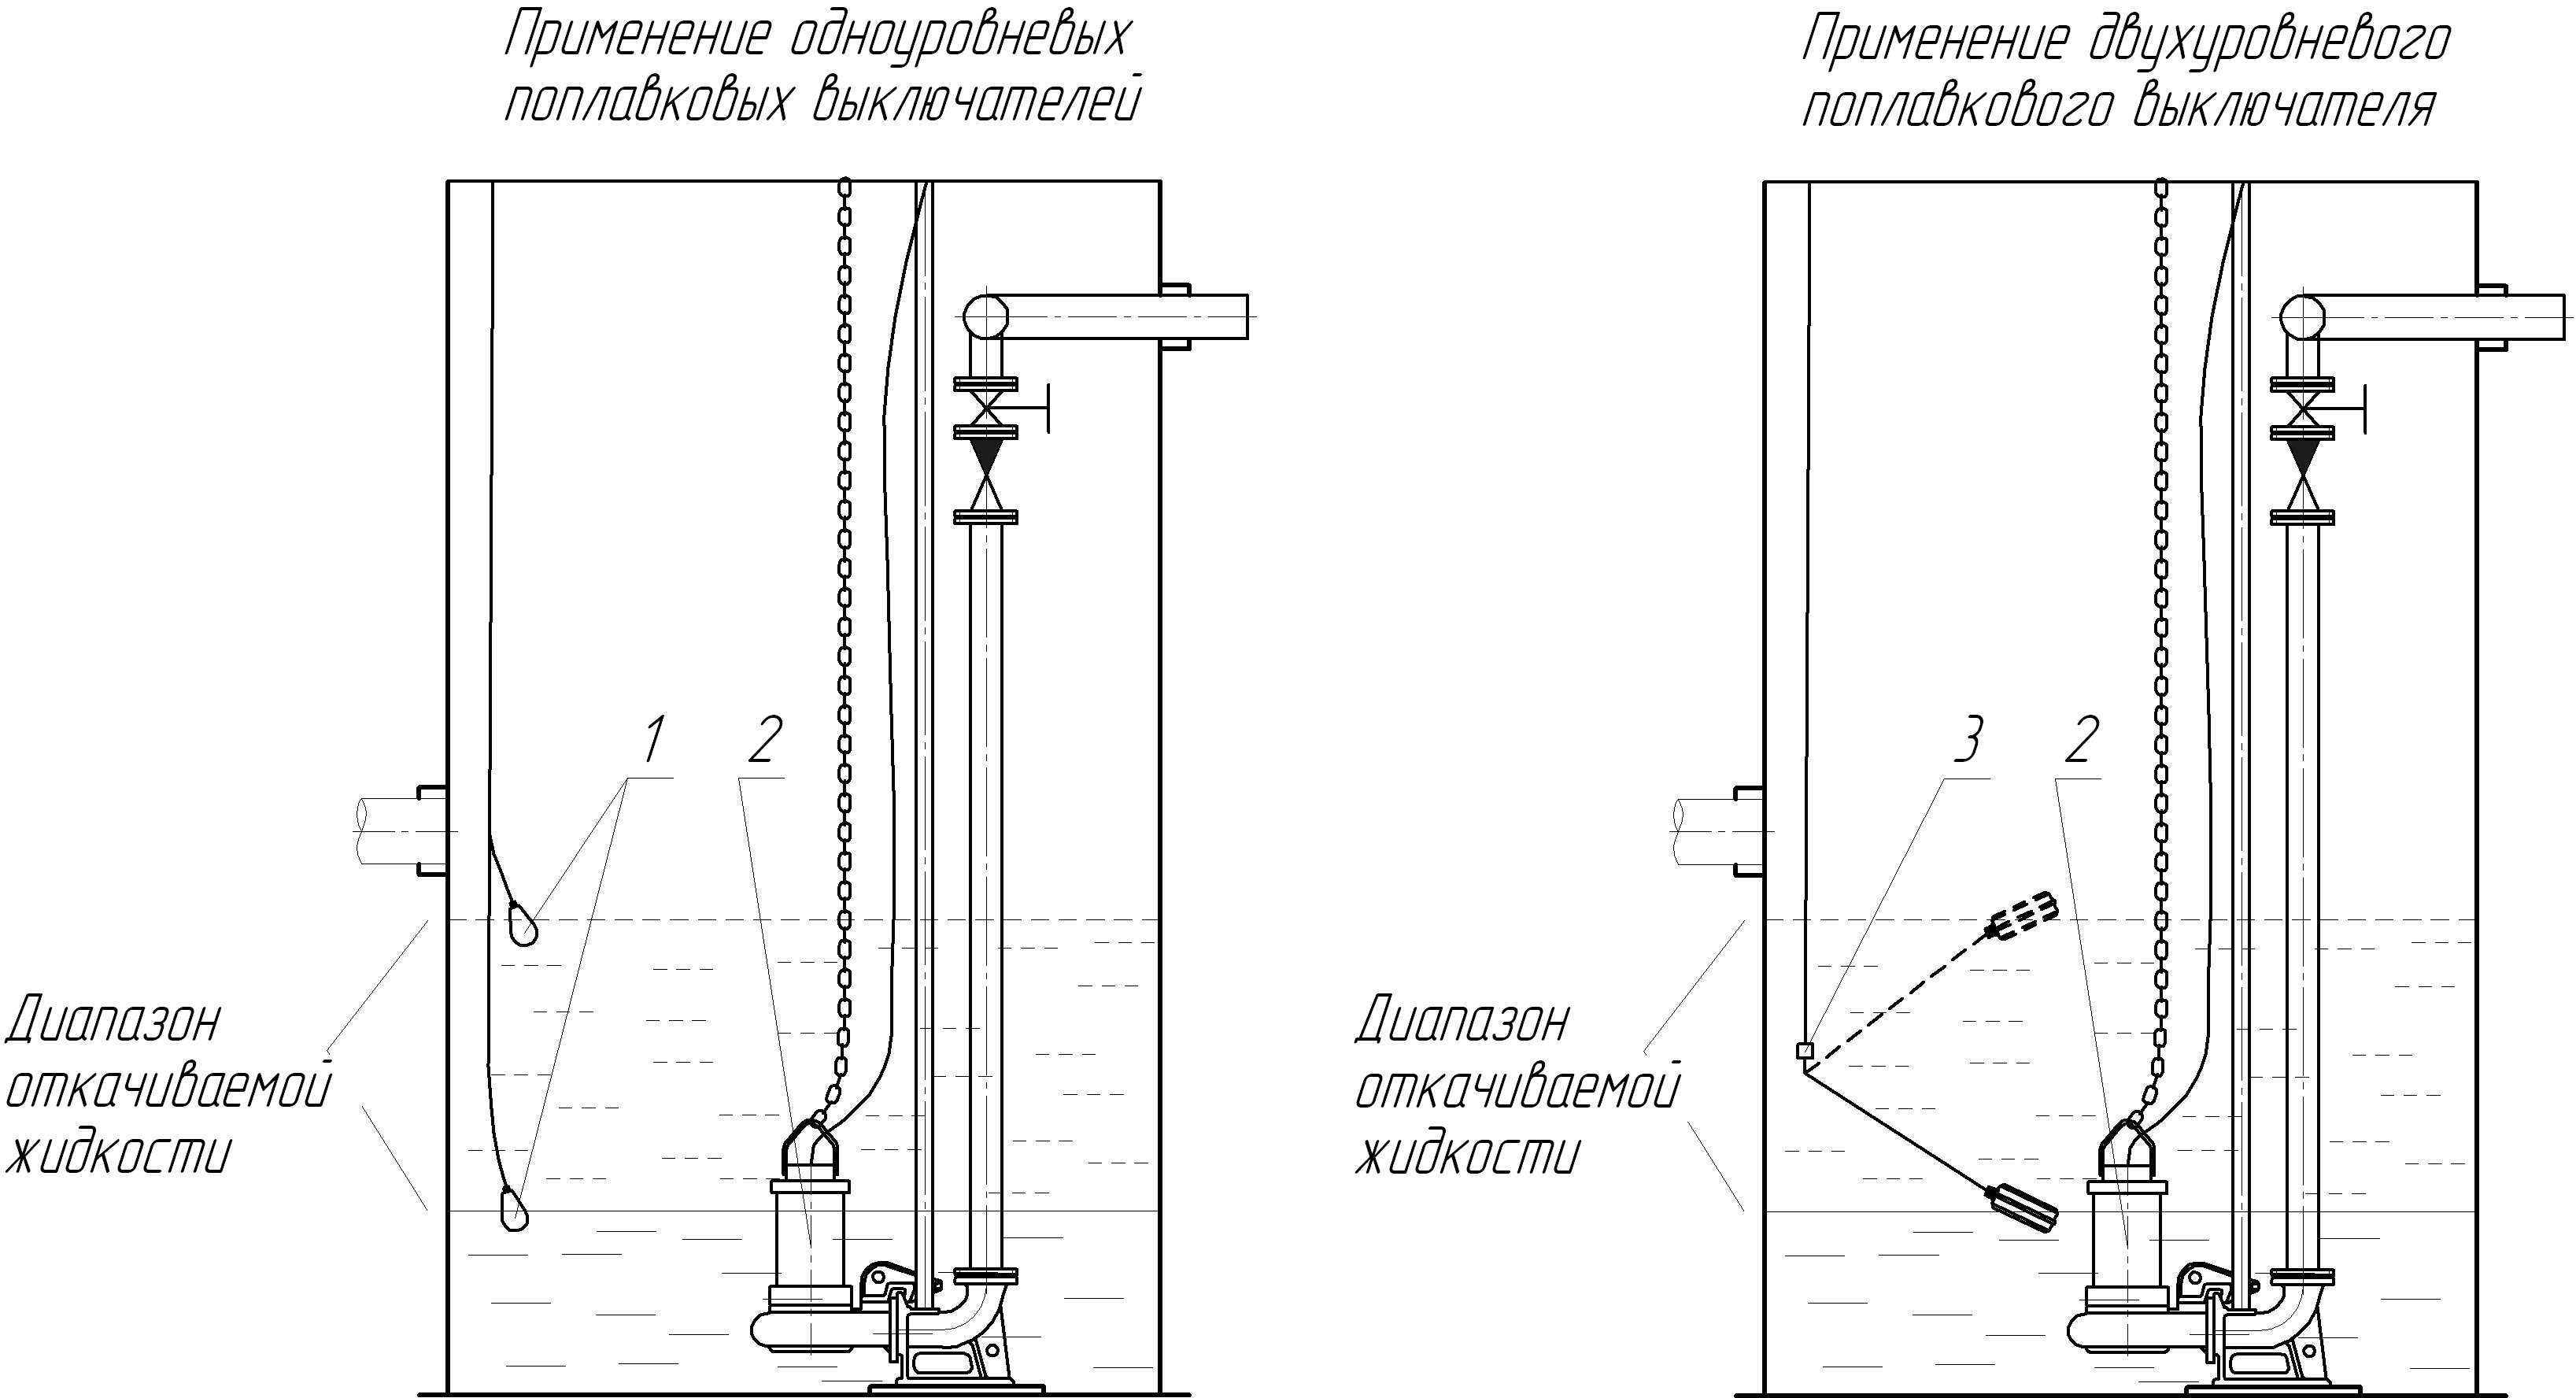 Применение одноуровневых
поплавковых выключателей
1
2
Диапазон
откачиваемой
жидкости
Применение двухуровневого
поплавкового выключателя
3
2
Диапазон
откачиваемой
жидкости